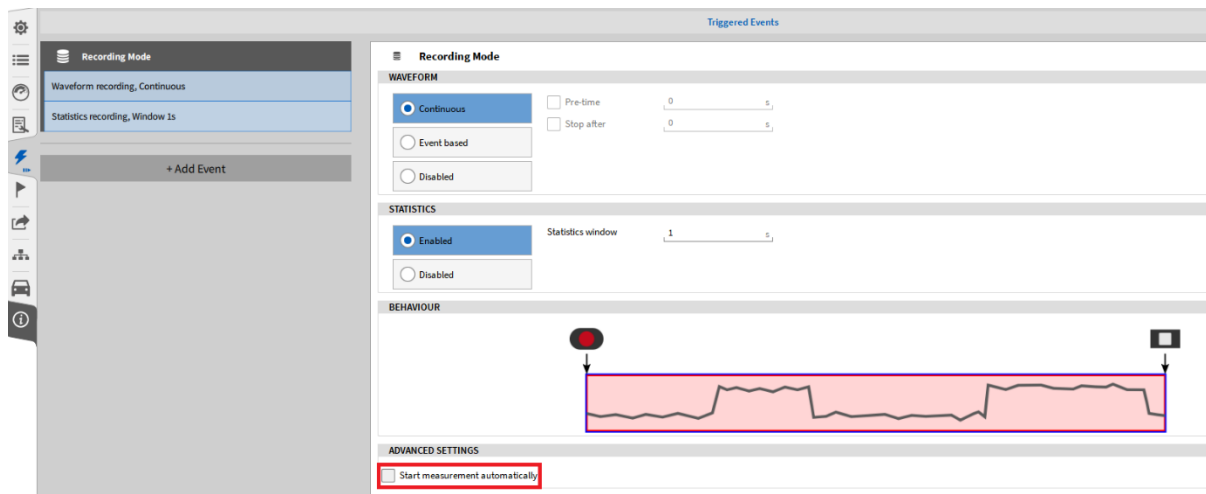 Triggered Events
Recording Mode
Waveform recording, Continuous
Statistics recording, Window 1s
+ Add Event
Recording Mode
WAVEFORM
Continuous
Pre-time 0 s
Stop after 0 s
Event based
Disabled
STATISTICS
Enabled
Statistics window 1 s
Disabled
BEHAVIOUR
ADVANCED SETTINGS
Start measurement automatically